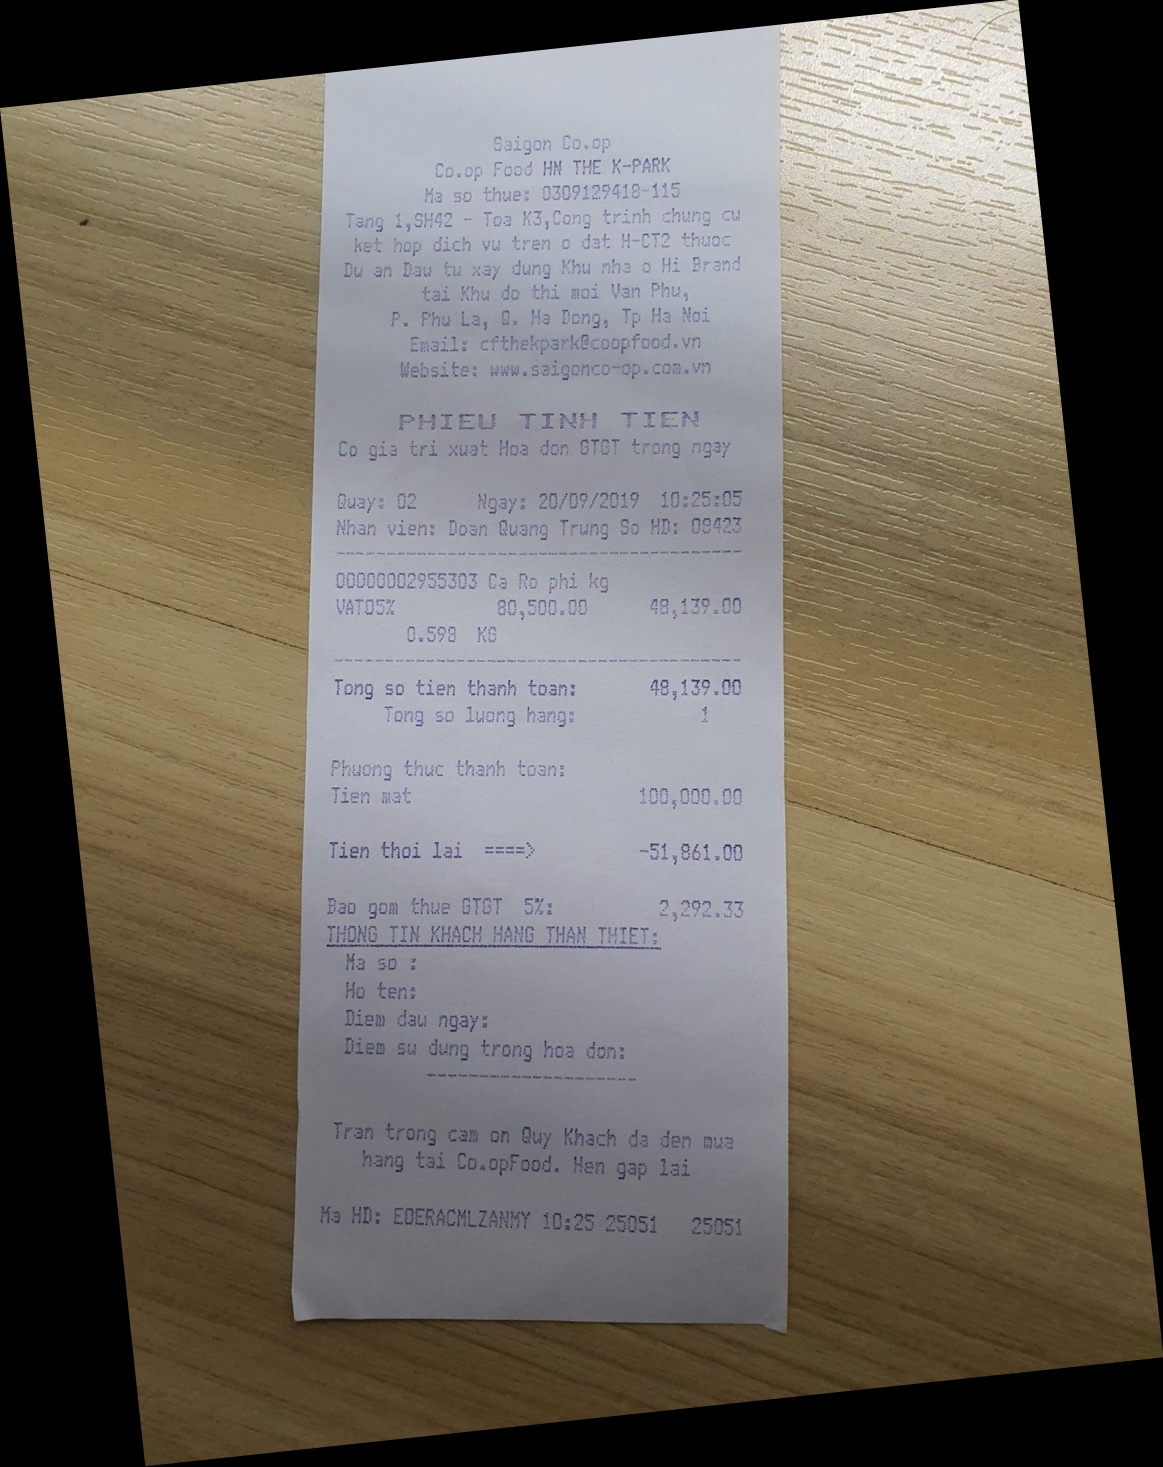 Saigon Co.op
Co.op Food HN THE K-PARK
Ma so thue: 0309129418-115
Tang 1,SH42 - Toa K3,Cong trinh chung cu
ket hop dich vu tren o dat H-CT2 thuoc
Du an Dau tu xay dung Khu nha o Hi Brand
tai Khu do thi moi Van Phu,
P. Phu La, Q. Ha Dong, Tp Ha Noi
Email: cfthekpark@coopfood.vn
Website: www.saigonco-op.com.vn
PHIEU TINH TIEN
Co gia tri xuat Hoa don GTGT trong ngay
Quay: 02 Ngay: 20/09/2019 10:25:05
Nhan vien: Doan Quang Trung So HD: 08423
----------------------------------------
00000002955303 Ca Ro phi kg
VAT05% 80,500.00 48,139.00
0.598 KG
----------------------------------------
Tong so tien thanh toan: 48,139.00
Tong so luong hang: 1
Phuong thuc thanh toan:
Tien mat 100,000.00
Tien thoi lai ====> -51,861.00
Bao gom thue GTGT 5%: 2,292.33
THONG TIN KHACH HANG THAN THIET:
Ma so :
Ho ten:
Diem dau ngay:
Diem su dung trong hoa don:
--------------------
Tran trong cam on Quy Khach da den mua
hang tai Co.opFood. Hen gap lai
Ma HD: EOERACMLZANMY 10:25 25051 25051